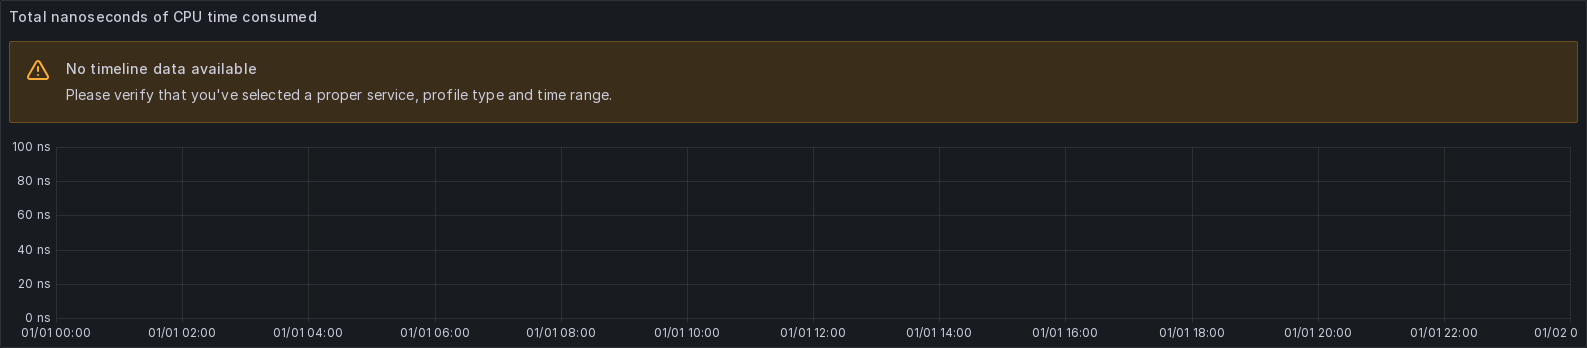 Total nanoseconds of CPU time consumed
No timeline data available
Please verify that you've selected a proper service, profile type and time range.
100 ns
80 ns
60 ns
40 ns
20 ns
0 ns
01/01 00:00 01/01 02:00 01/01 04:00 01/01 06:00 01/01 08:00 01/01 10:00 01/01 12:00 01/01 14:00 01/01 16:00 01/01 18:00 01/01 20:00 01/01 22:00 01/02 0